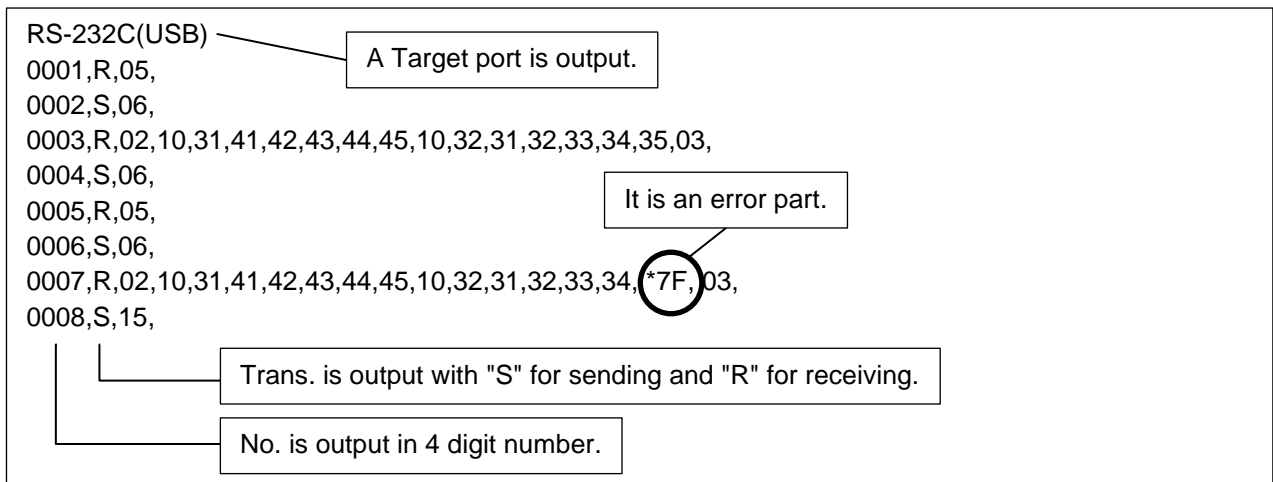 RS-232C(USB)
A Target port is output.
0001,R,05,
0002,S,06,
0003,R,02,10,31,41,42,43,44,45,10,32,31,32,33,34,35,03,
0004,S,06,
It is an error part.
0005,R,05,
0006,S,06,
0007,R,02,10,31,41,42,43,44,45,10,32,31,32,33,34, *7F, 03,
0008,S,15,
Trans. is output with "S" for sending and "R" for receiving.
No. is output in 4 digit number.